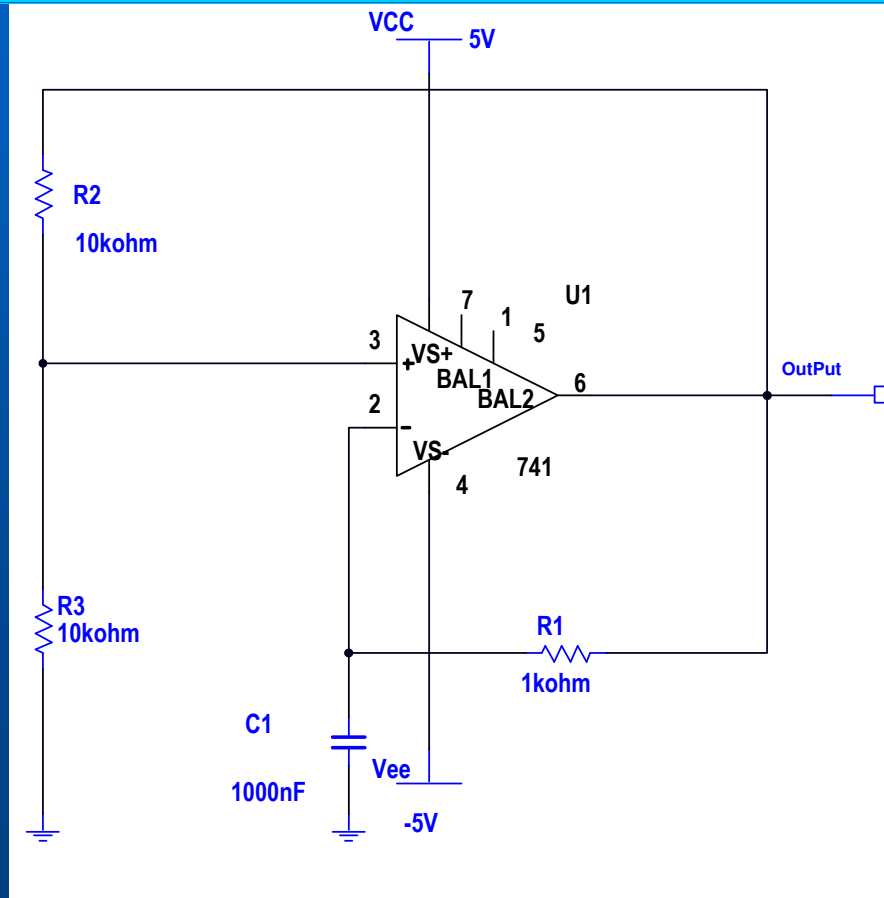 VCC
5V
R2
10kohm
7
1
U1
5
3
+
VS+
BAL1
BAL2
6
OutPut
2
-
VS-
741
4
R3
10kohm
R1
1kohm
C1
1000nF
Vee
-5V